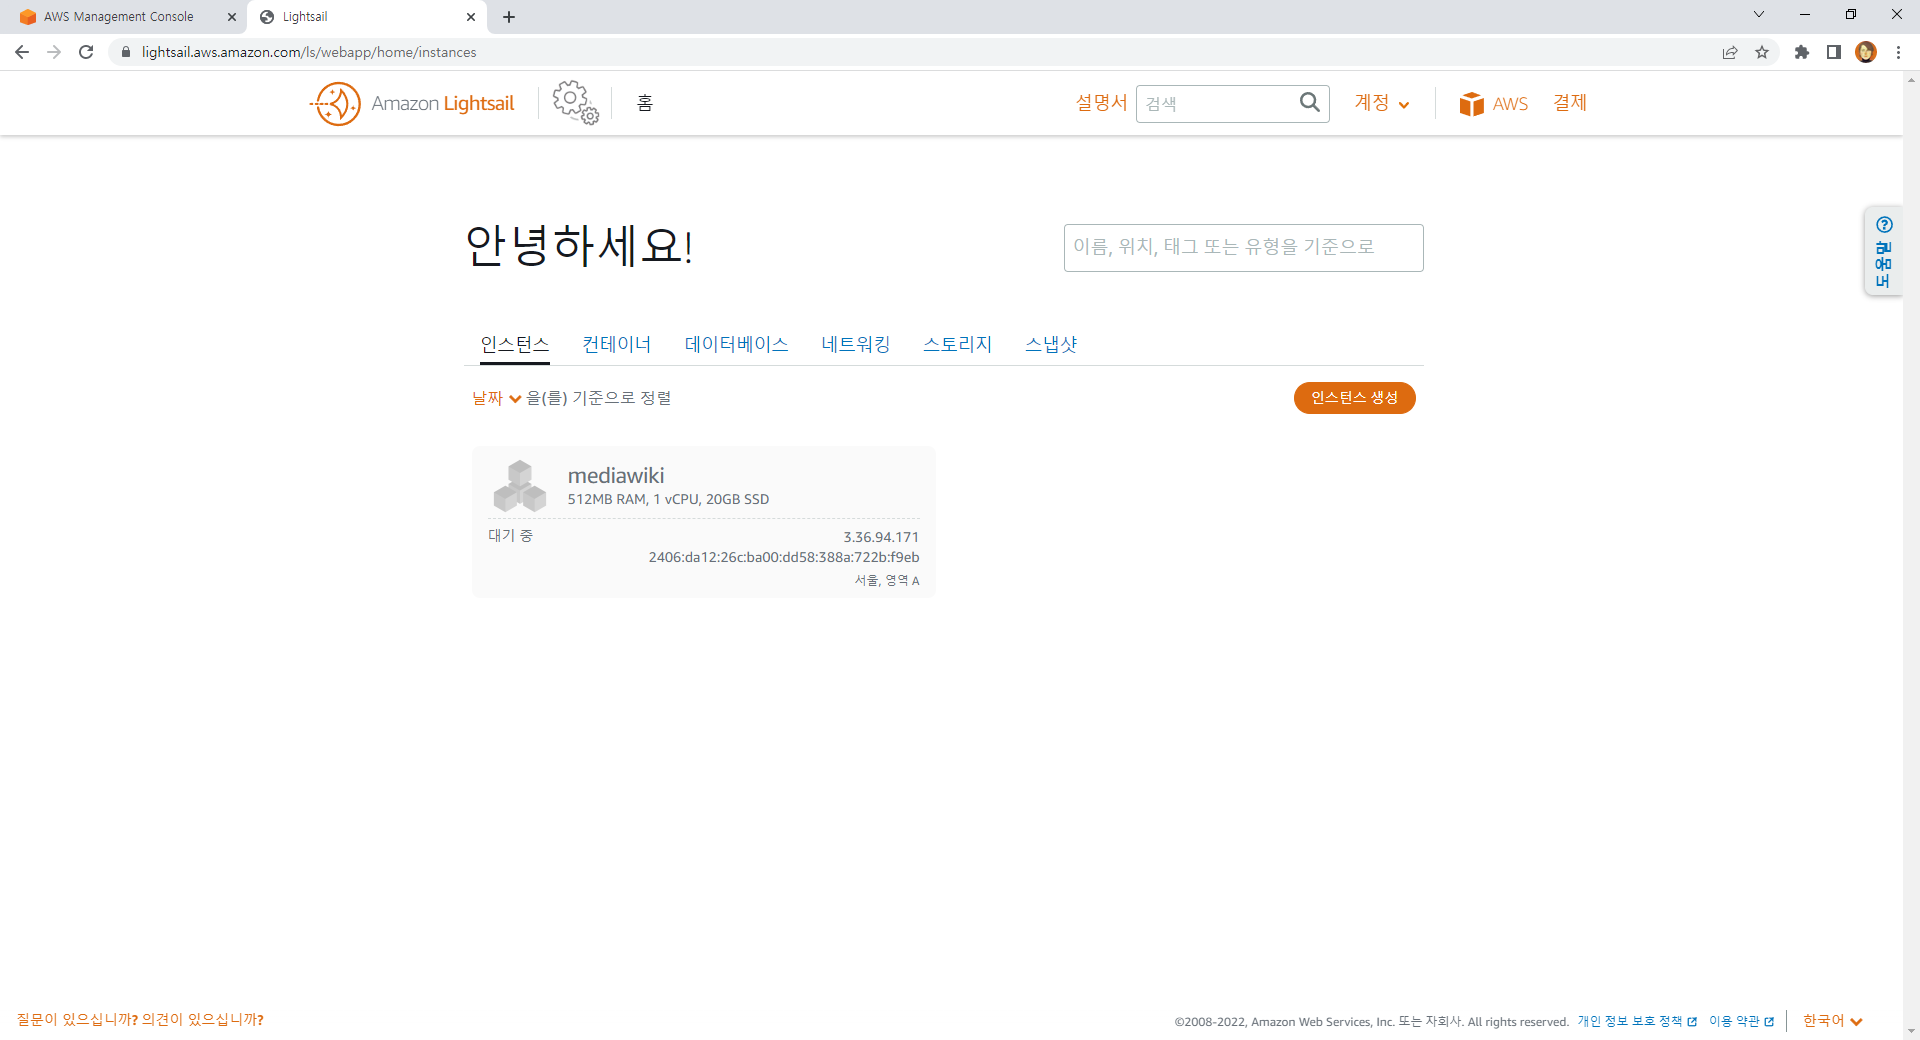 AWS Management Console
Lightsail
lightsail.aws.amazon.com/ls/webapp/home/instances
Amazon Lightsail
홈
설명서
검색
계정
AWS
결제
안녕하세요!
이름, 위치, 태그 또는 유형을 기준으로
도움말
인스턴스
컨테이너
데이터베이스
네트워킹
스토리지
스냅샷
날짜 을(를) 기준으로 정렬
인스턴스 생성
mediawiki
512MB RAM, 1 vCPU, 20GB SSD
대기 중
3.36.94.171
2406:da12:26c:ba00:dd58:388a:722b:f9eb
서울, 영역 A
질문이 있으십니까? 의견이 있으십니까?
©2008-2022, Amazon Web Services, Inc. 또는 자회사. All rights reserved.
개인 정보 보호 정책
이용 약관
한국어